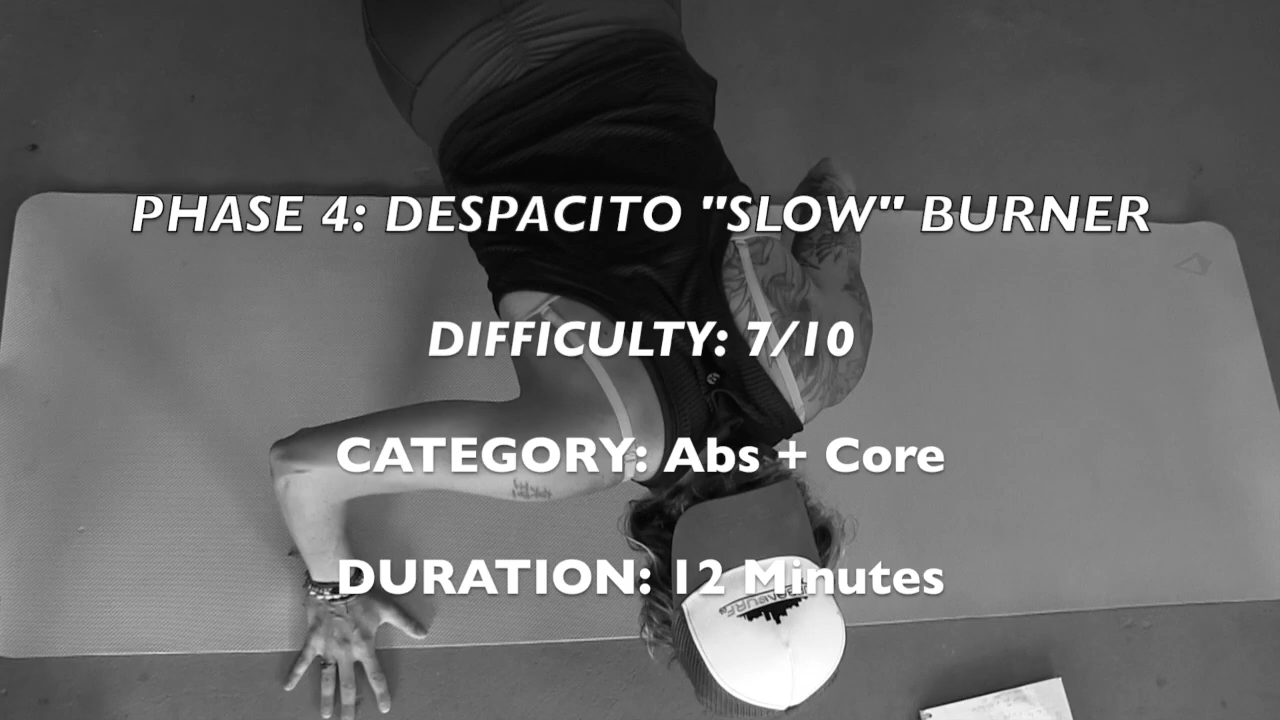 PHASE 4: DESPACITO "SLOW" BURNER
DIFFICULTY: 7/10
CATEGORY: Abs + Core
DURATION: 12 Minutes